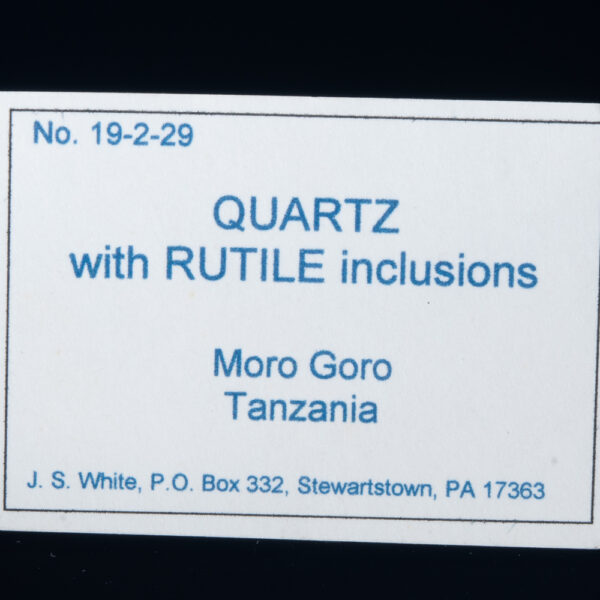 No. 19-2-29
QUARTZ
with RUTILE inclusions
Moro Goro
Tanzania
J. S. White, P.O. Box 332, Stewartstown, PA 17363